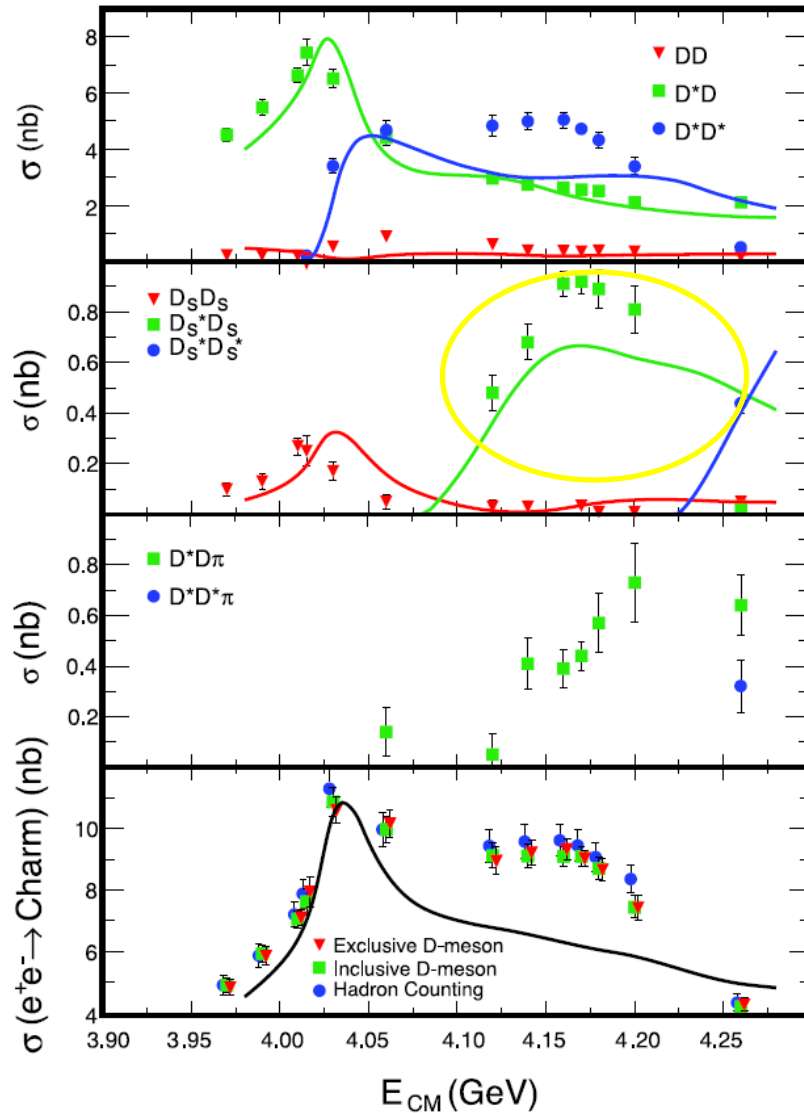 σ (nb)
8
6
4
2
DD
D*D
D*D*
σ (nb)
0.8
0.6
0.4
0.2
DsDs
Ds*Ds
Ds*Ds*
σ (nb)
0.8
0.6
0.4
0.2
D*Dπ
D*D*π
σ (e+e-→ Charm) (nb)
10
8
6
4
Exclusive D-meson
Inclusive D-meson
Hadron Counting
3.90 3.95 4.00 4.05 4.10 4.15 4.20 4.25
ECM (GeV)